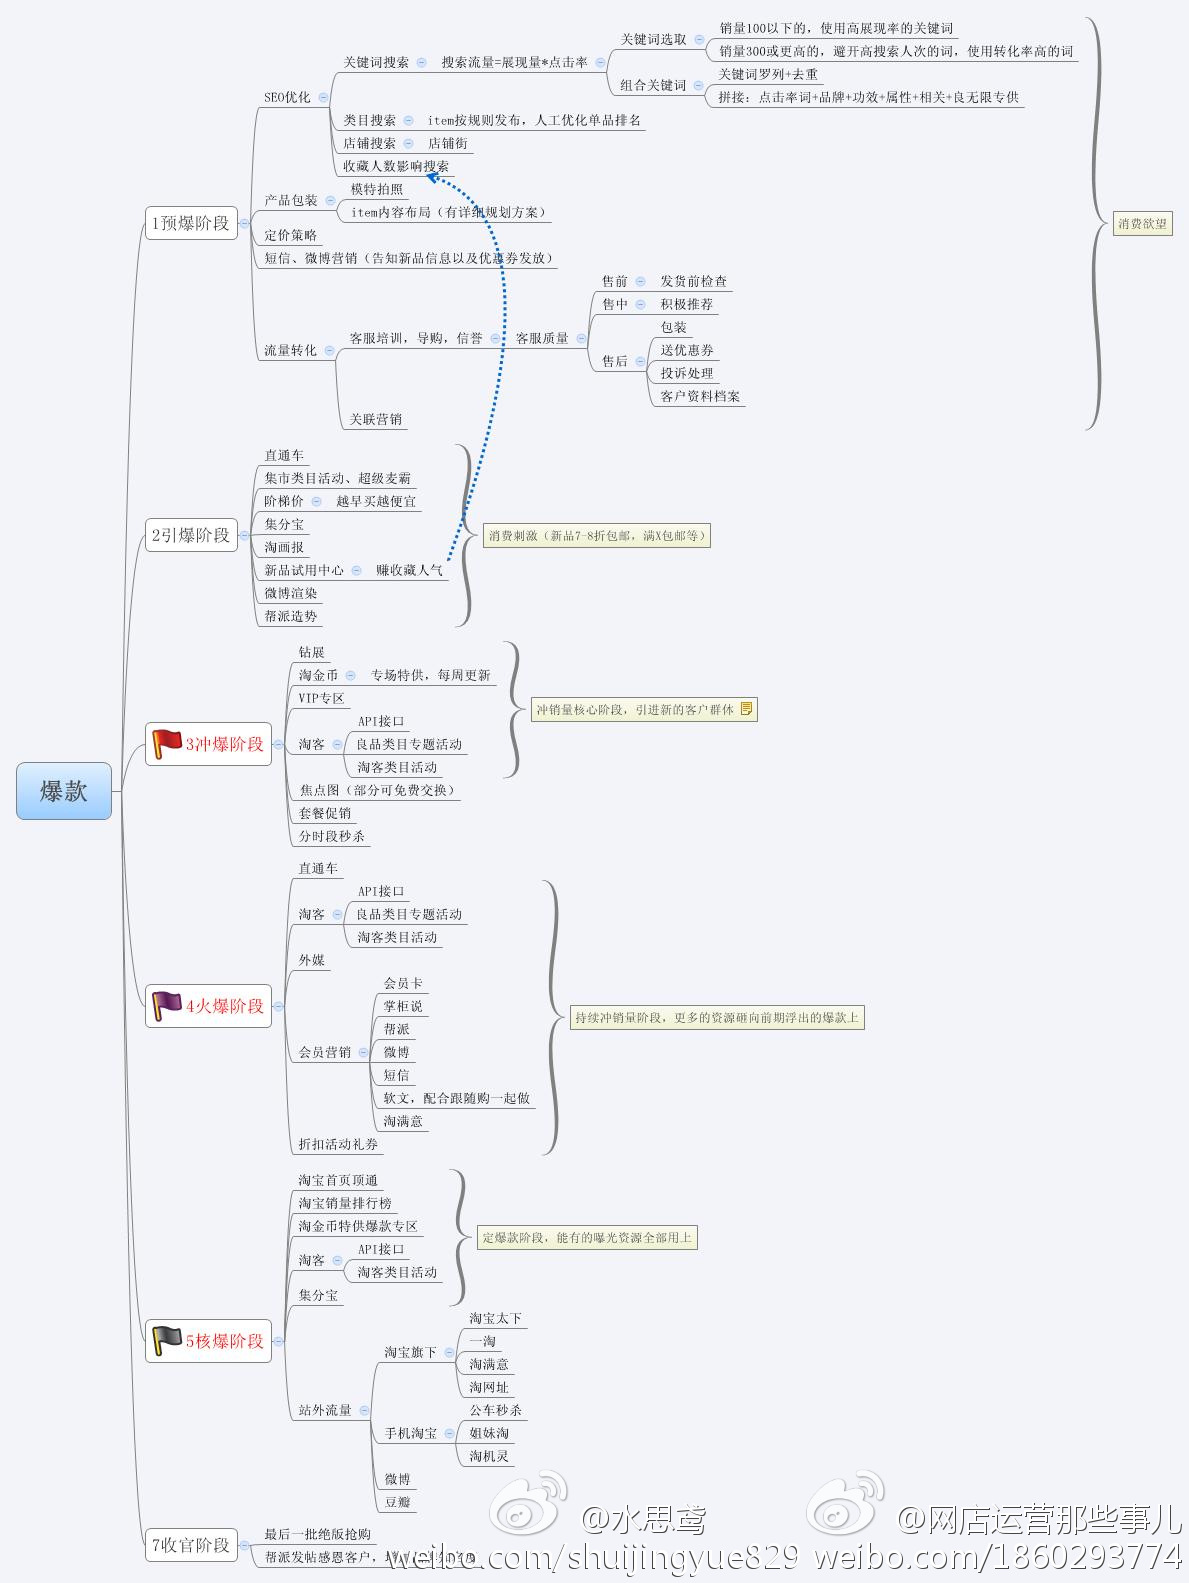 爆款
1预爆阶段
SEO优化
关键词搜索
搜索流量=展现量*点击率
关键词选取
销量100以下的，使用高展现率的关键词
销量300或更高的，避开高搜索人次的词，使用转化率高的词
组合关键词
关键词罗列+去重
拼接：点击率词+品牌+功效+属性+相关+良无限专供
类目搜索
item按规则发布，人工优化单品排名
店铺搜索
店铺街
收藏人数影响搜索
产品包装
模特拍照
item内容布局（有详细规划方案）
定价策略
短信、微博营销（告知新品信息以及优惠券发放）
流量转化
客服培训，导购，信誉
客服质量
售前
发货前检查
售中
积极推荐
售后
包装
送优惠券
投诉处理
客户资料档案
关联营销
消费欲望
2引爆阶段
直通车
集市类目活动、超级麦霸
阶梯价
越早买越便宜
集分宝
淘画报
新品试用中心
赚收藏人气
微博渲染
帮派造势
消费刺激（新品7-8折包邮，满X包邮等）
3冲爆阶段
钻展
淘金币
专场特供，每周更新
VIP专区
淘客
API接口
良品类目专题活动
淘客类目活动
焦点图（部分可免费交换）
套餐促销
分时段秒杀
冲销量核心阶段，引进新的客户群体
4火爆阶段
直通车
淘客
API接口
良品类目专题活动
淘客类目活动
外媒
会员营销
会员卡
掌柜说
帮派
微博
短信
软文，配合跟随购一起做
淘满意
折扣活动礼券
持续冲销量阶段，更多的资源砸向前期浮出的爆款上
5核爆阶段
淘宝首页顶通
淘宝销量排行榜
淘金币特供爆款专区
淘客
API接口
淘客类目活动
集分宝
站外流量
淘宝旗下
淘宝太下
一淘
淘满意
淘网址
手机淘宝
公车秒杀
姐妹淘
淘机灵
微博
豆瓣
定爆款阶段，能有的曝光资源全部用上
7收官阶段
最后一批绝版抢购
帮派发帖感恩客户，
@水思鸢
weibo.com/shuijingyue829
@网店运营那些事儿
weibo.com/1860293774